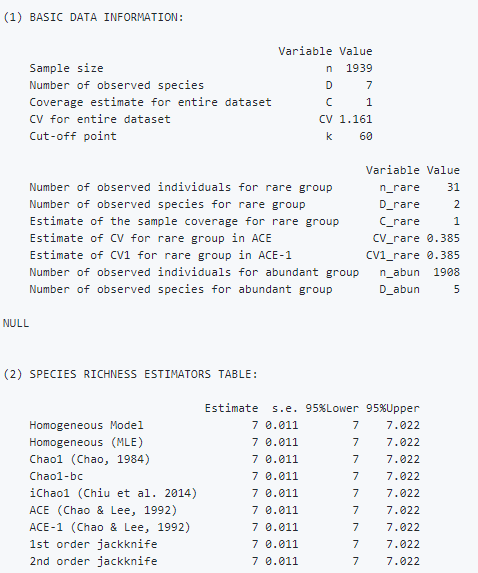 (1) BASIC DATA INFORMATION:
Variable Value
Sample size n 1939
Number of observed species D 7
Coverage estimate for entire dataset C 1
CV for entire dataset CV 1.161
Cut-off point k 60
Variable Value
Number of observed individuals for rare group n_rare 31
Number of observed species for rare group D_rare 2
Estimate of the sample coverage for rare group C_rare 1
Estimate of CV for rare group in ACE CV_rare 0.385
Estimate of CV1 for rare group in ACE-1 CV1_rare 0.385
Number of observed individuals for abundant group n_abun 1908
Number of observed species for abundant group D_abun 5
NULL
(2) SPECIES RICHNESS ESTIMATORS TABLE:
Estimate s.e. 95%Lower 95%Upper
Homogeneous Model 7 0.011 7 7.022
Homogeneous (MLE) 7 0.011 7 7.022
Chao1 (Chao, 1984) 7 0.011 7 7.022
Chao1-bc 7 0.011 7 7.022
iChao1 (Chiu et al. 2014) 7 0.011 7 7.022
ACE (Chao & Lee, 1992) 7 0.011 7 7.022
ACE-1 (Chao & Lee, 1992) 7 0.011 7 7.022
1st order jackknife 7 0.011 7 7.022
2nd order jackknife 7 0.011 7 7.022